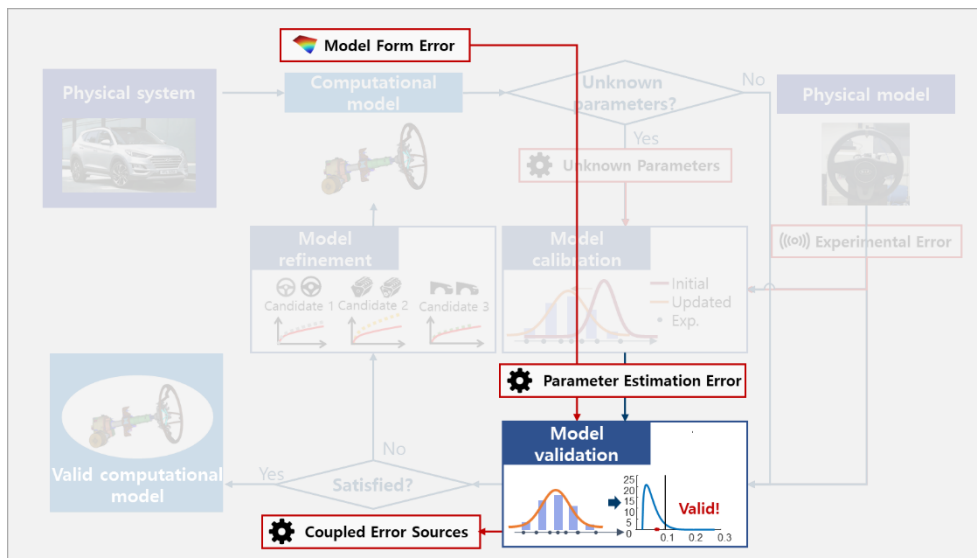 Model Form Error
Physical system
Computational
model
Unknown
parameters?
No
Physical model
Yes
Unknown Parameters
Experimental Error
Model
refinement
Candidate 1
Candidate 2
Candidate 3
Model
calibration
Initial
Updated
Exp.
Parameter Estimation Error
Valid computational
model
Yes
Satisfied?
No
Model
validation
25
20
15
10
5
0
0.1
0.2
0.3
Valid!
Coupled Error Sources